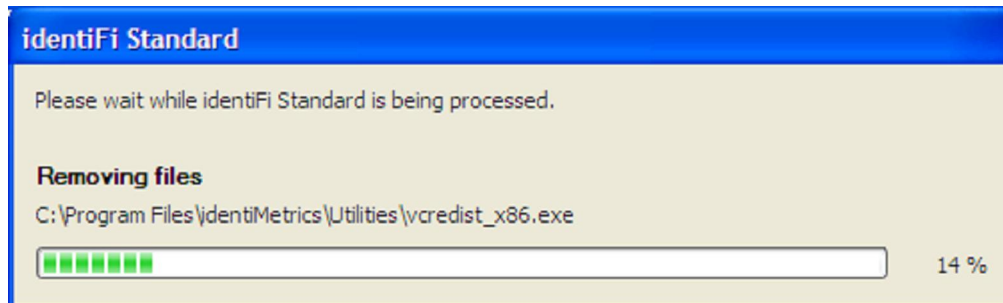 identiFi Standard
Please wait while identiFi Standard is being processed.
Removing files
C:\Program Files\identiMetrics\Utilities\vcredist_x86.exe
14 %